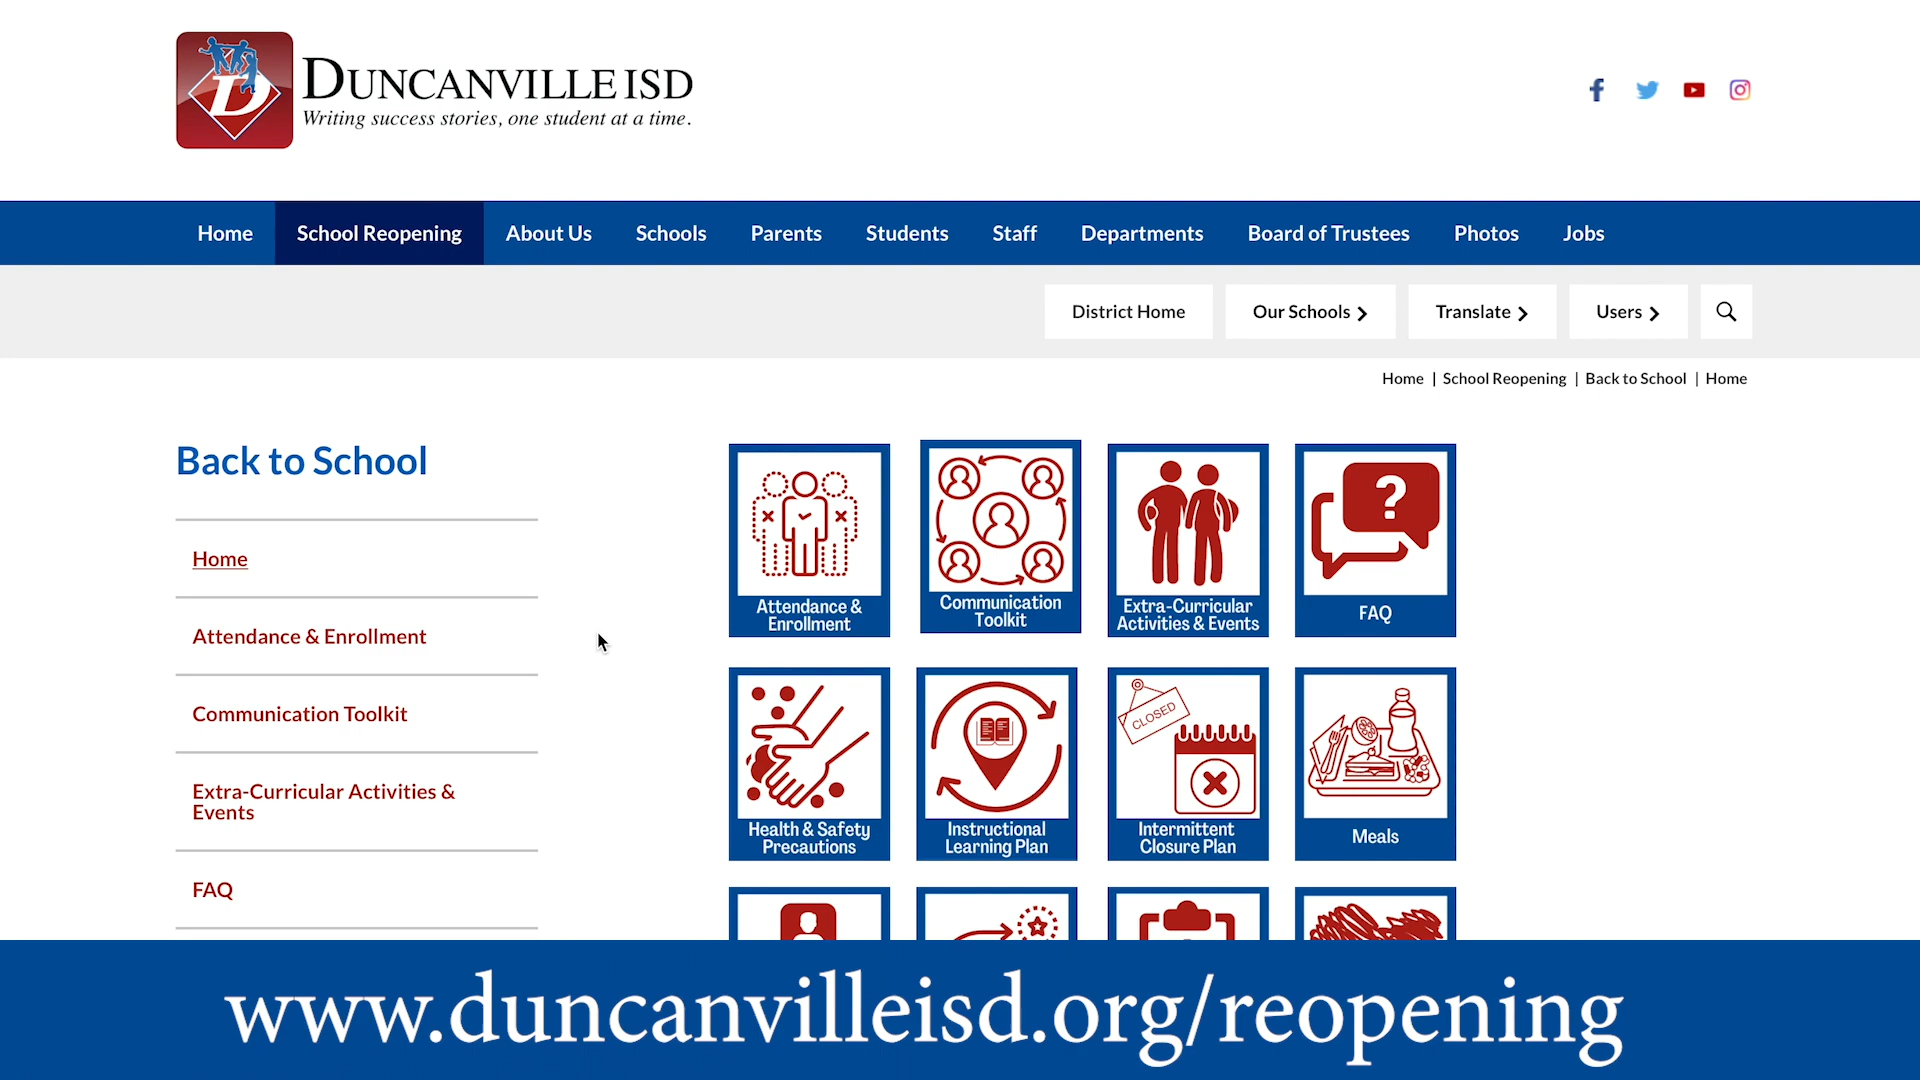 D
DUNCANVILLE ISD
Writing success stories, one student at a time.
Home
School Reopening
About Us
Schools
Parents
Students
Staff
Departments
Board of Trustees
Photos
Jobs
District Home
Our Schools
Translate
Users
Home | School Reopening | Back to School | Home
Back to School
Home
Attendance & Enrollment
Communication Toolkit
Extra-Curricular Activities &
Events
FAQ
Attendance &
Enrollment
Communication
Toolkit
Extra-Curricular
Activities & Events
?
FAQ
Health & Safety
Precautions
Instructional
Learning Plan
CLOSED
Intermittent
Closure Plan
Meals
www.duncanvilleisd.org/reopening